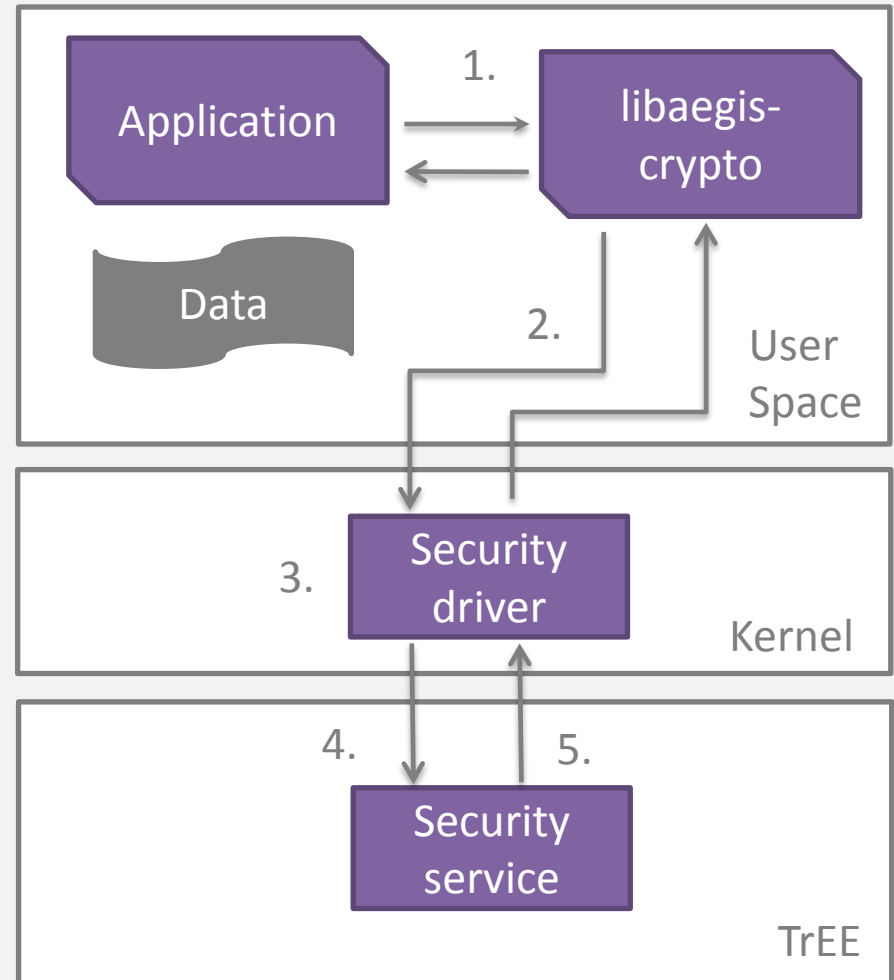 1.
Application
libaegis-
crypto
Data
2.
User
Space
3.
Security
driver
Kernel
4.
5.
Security
service
TrEE